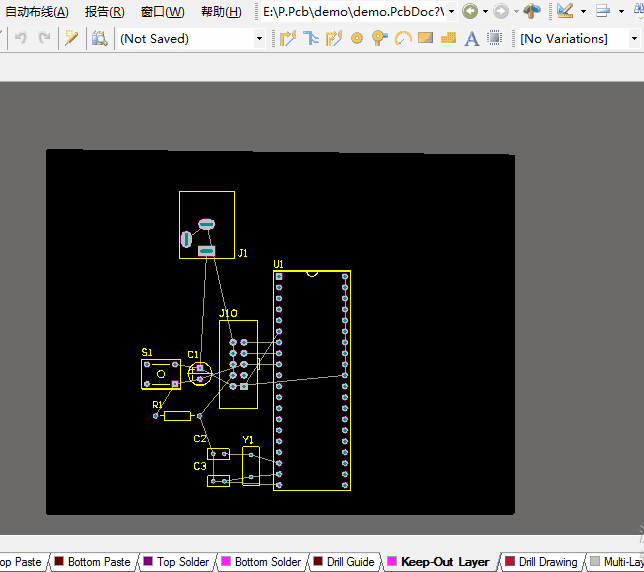 自动布线(A) 报告(R) 窗口(W) 帮助(H) E:\P.Pcb\demo\demo.PcbDoc?\
(Not Saved) [No Variations]
J1
U1
J10
S1
C1
R1
C2
Y1
C3
op Paste Bottom Paste Top Solder Bottom Solder Drill Guide Keep-Out Layer Drill Drawing Multi-La